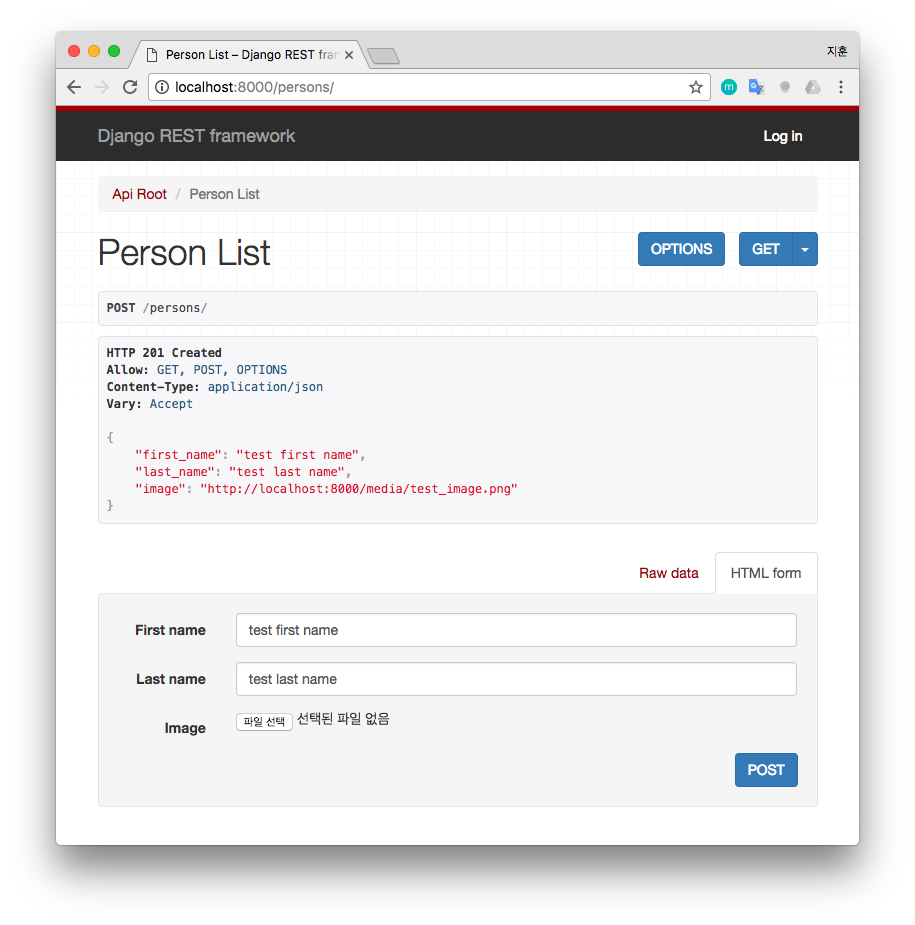 Person List – Django REST fran
지훈
localhost:8000/persons/
Django REST framework
Log in
Api Root / Person List
Person List
OPTIONS
GET
POST /persons/
HTTP 201 Created
Allow: GET, POST, OPTIONS
Content-Type: application/json
Vary: Accept
{
    "first_name": "test first name",
    "last_name": "test last name",
    "image": "http://localhost:8000/media/test_image.png"
}
Raw data
HTML form
First name
test first name
Last name
test last name
Image
파일 선택 선택된 파일 없음
POST